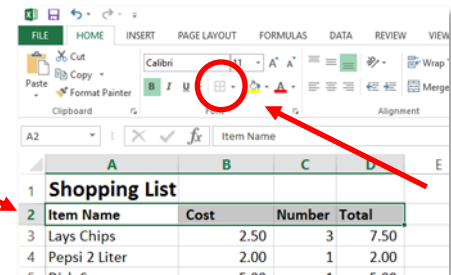 FILE HOME INSERT PAGE LAYOUT FORMULAS DATA REVIEW VIEW
Cut
Copy
Format Painter
Paste
Calibri 11 A A
B I U A
Wrap
Merge
Clipboard Alignment
A2 fx Item Name
A B C D E
1 Shopping List
2 Item Name Cost Number Total
3 Lays Chips 2.50 3 7.50
4 Pepsi 2 Liter 2.00 1 2.00